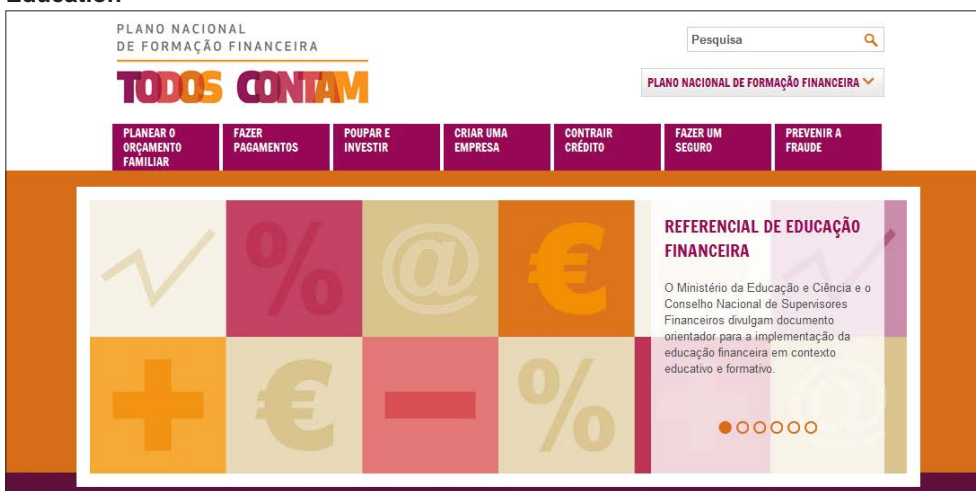 Education
PLANO NACIONAL
DE FORMAÇÃO FINANCEIRA
TODOS CONTAM
Pesquisa
PLANO NACIONAL DE FORMAÇÃO FINANCEIRA
PLANEAR O
ORÇAMENTO
FAMILIAR
FAZER
PAGAMENTOS
POUPAR E
INVESTIR
CRIAR UMA
EMPRESA
CONTRAIR
CRÉDITO
FAZER UM
SEGURO
PREVENIR A
FRAUDE
% @ €
REFERENCIAL DE EDUCAÇÃO
FINANCEIRA
O Ministério da Educação e Ciência e o
Conselho Nacional de Supervisores
Financeiros divulgam documento
orientador para a implementação da
educação financeira em contexto
educativo e formativo.
+ € - % @